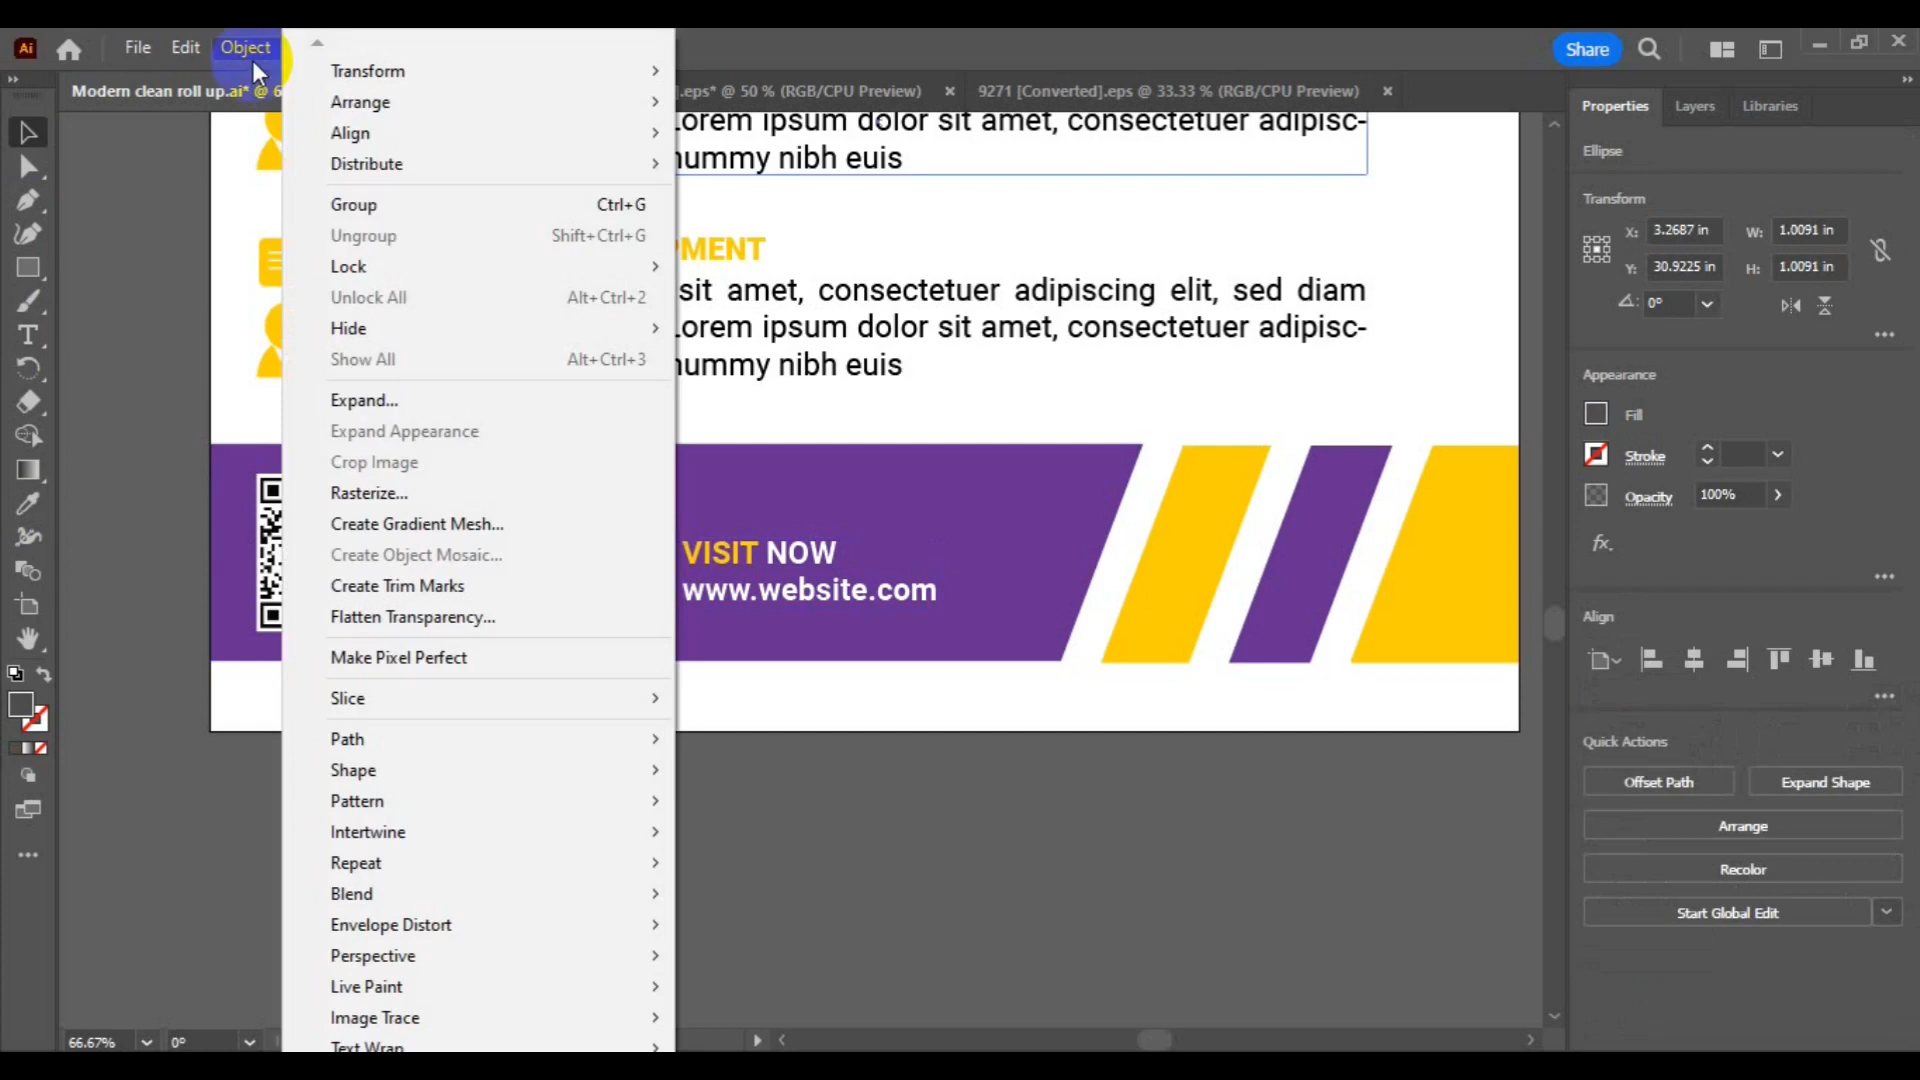 Ai File Edit Object
Share
Modern clean roll up.ai* @ 6
].eps* @ 50 % (RGB/CPU Preview) ×
9271 [Converted].eps @ 33.33 % (RGB/CPU Preview) ×
Transform
Arrange
Align
Distribute
Group Ctrl+G
Ungroup Shift+Ctrl+G
Lock
Unlock All Alt+Ctrl+2
Hide
Show All Alt+Ctrl+3
Expand...
Expand Appearance
Crop Image
Rasterize...
Create Gradient Mesh...
Create Object Mosaic...
Create Trim Marks
Flatten Transparency...
Make Pixel Perfect
Slice
Path
Shape
Pattern
Intertwine
Repeat
Blend
Envelope Distort
Perspective
Live Paint
Image Trace
Text Wrap
Lorem ipsum dolor sit amet, consectetuer adipisc-
nummy nibh euis
PMENT
sit amet, consectetuer adipiscing elit, sed diam
Lorem ipsum dolor sit amet, consectetuer adipisc-
nummy nibh euis
VISIT NOW
www.website.com
66.67% 0°
Properties Layers Libraries
Ellipse
Transform
X: 3.2687 in W: 1.0091 in
Y: 30.9225 in H: 1.0091 in
0°
Appearance
Fill
Stroke
Opacity 100%
fx.
Align
Quick Actions
Offset Path Expand Shape
Arrange
Recolor
Start Global Edit